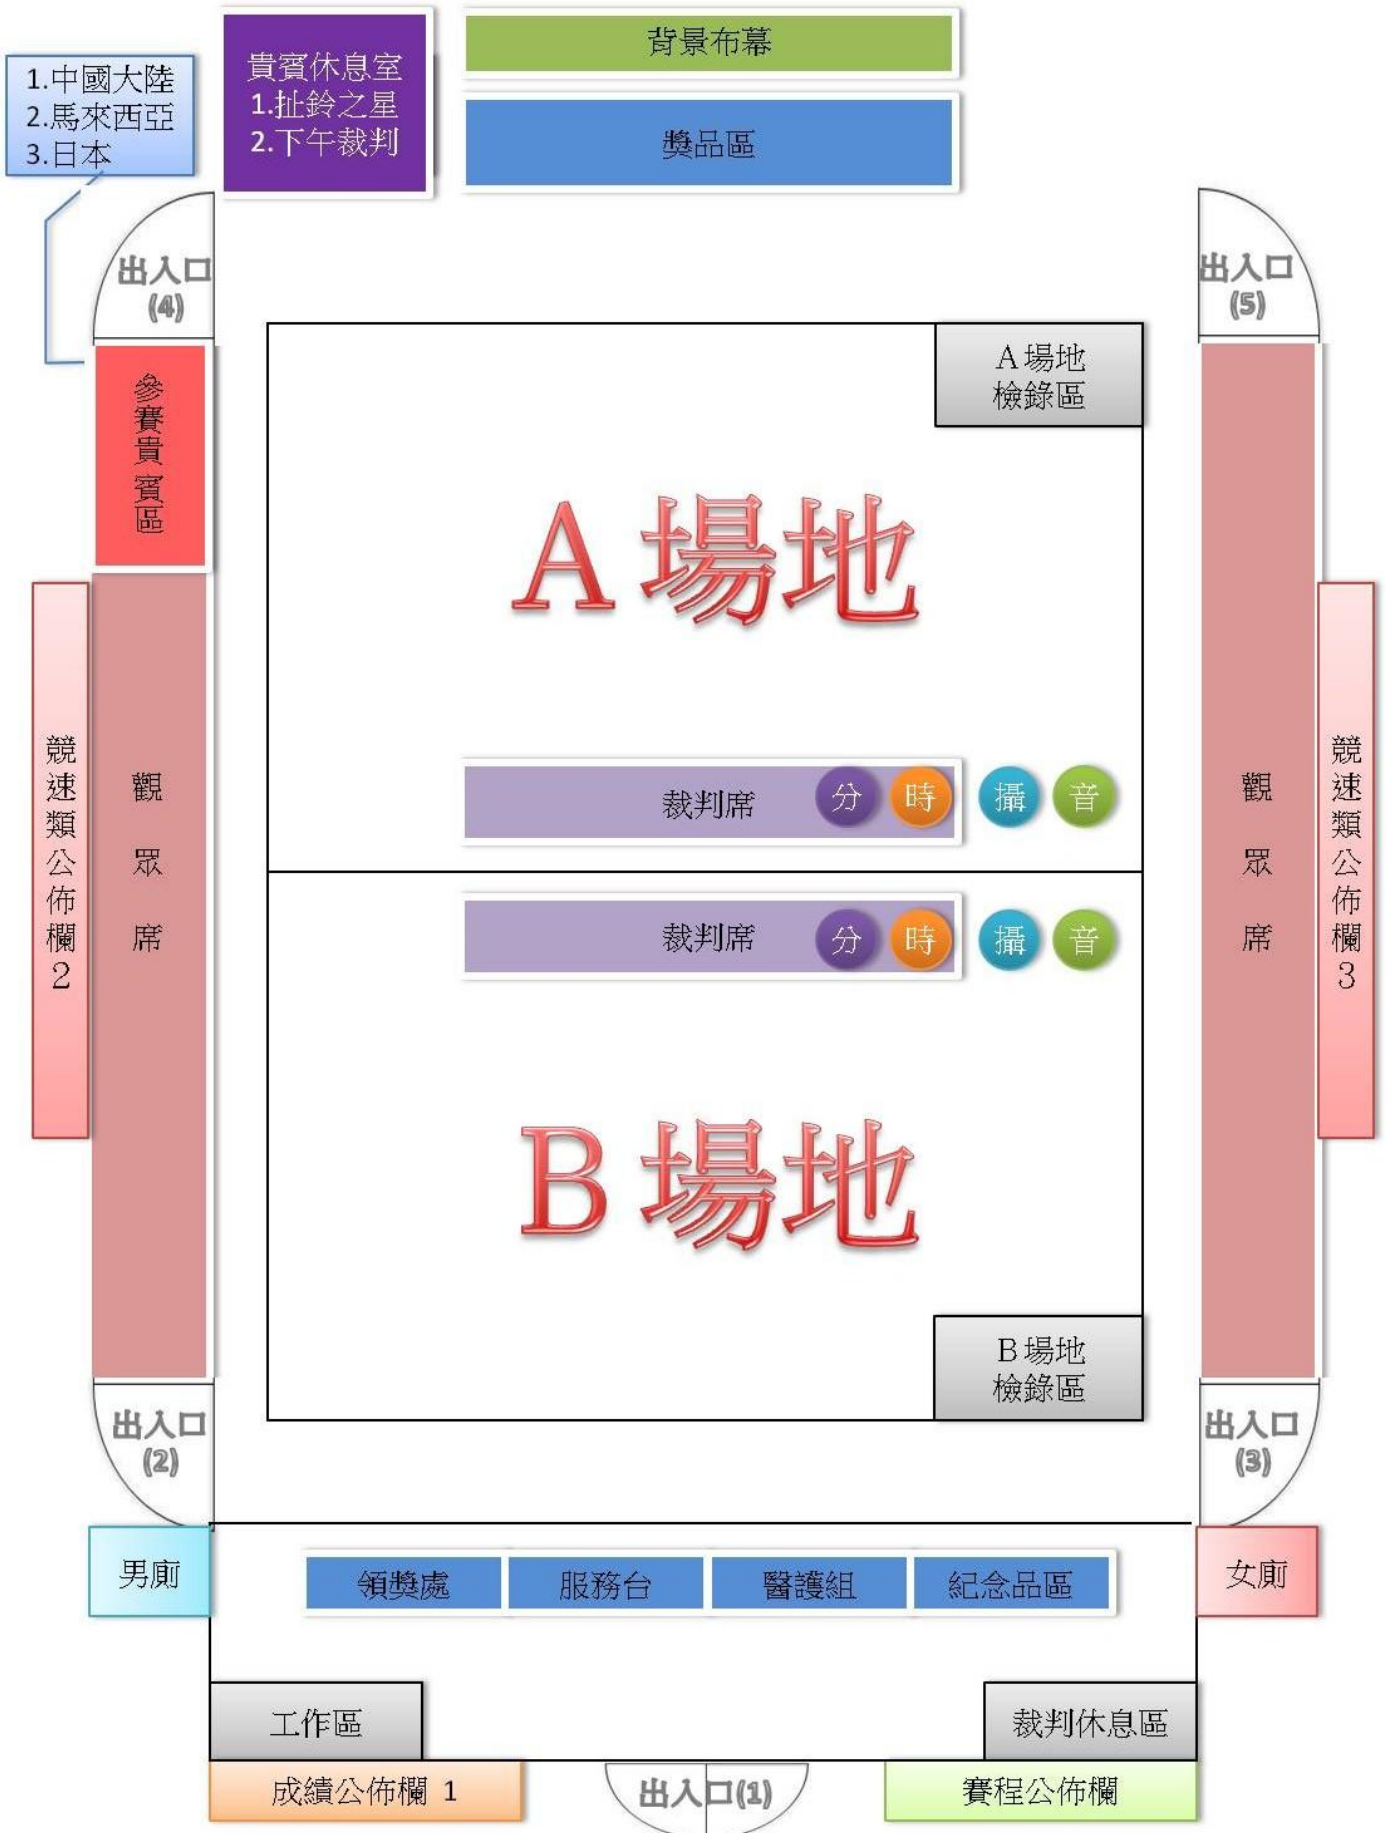 背景布幕
貴賓休息室
1.扯鈴之星
2.下午裁判
1.中國大陸
2.馬來西亞
3.日本
獎品區
出入口
(4)
出入口
(5)
A場地
檢錄區
參賽貴賓區
A場地
競速類公佈欄2
觀眾席
裁判席
分
時
攝
音
觀眾席
競速類公佈欄3
裁判席
分
時
攝
音
B場地
B場地
檢錄區
出入口
(2)
出入口
(3)
男廁
領獎處
服務台
醫護組
紀念品區
女廁
工作區
裁判休息區
成績公佈欄 1
出入口(1)
賽程公佈欄